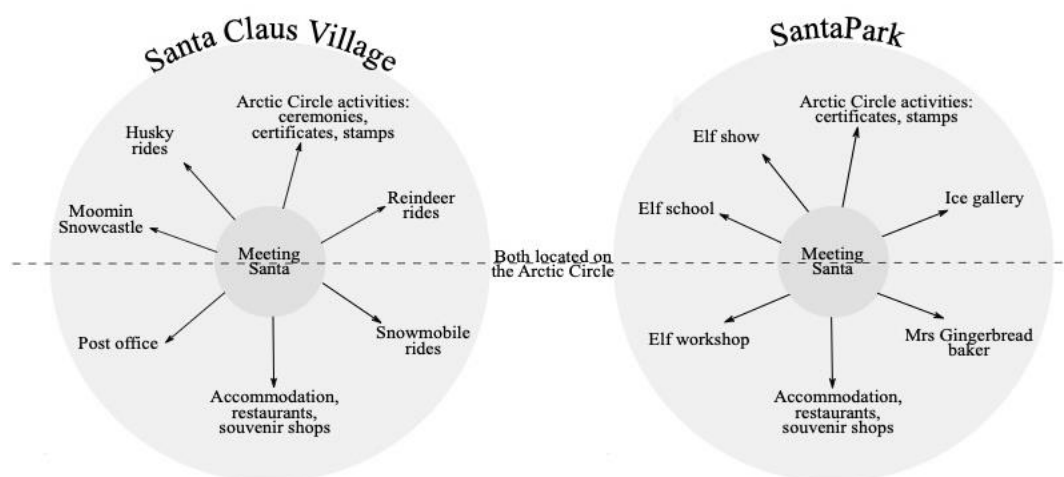 Santa Claus Village
Arctic Circle activities:
ceremonies,
certificates, stamps
Husky
rides
Reindeer
rides
Moomin
Snowcastle
Meeting
Santa
Post office
Snowmobile
rides
Accommodation,
restaurants,
souvenir shops
Both located on
the Arctic Circle
SantaPark
Arctic Circle activities:
certificates, stamps
Elf show
Ice gallery
Elf school
Meeting
Santa
Elf workshop
Mrs Gingerbread
baker
Accommodation,
restaurants,
souvenir shops